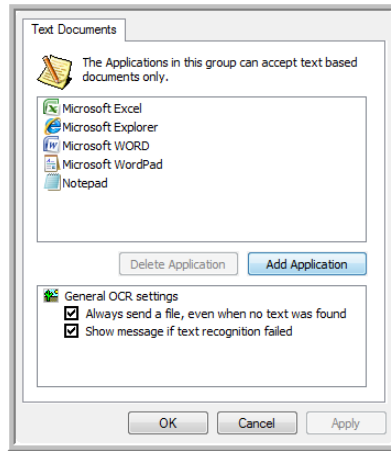 Text Documents
The Applications in this group can accept text based
documents only.
Microsoft Excel
Microsoft Explorer
Microsoft WORD
Microsoft WordPad
Notepad
Delete Application Add Application
General OCR settings
Always send a file, even when no text was found
Show message if text recognition failed
OK Cancel Apply